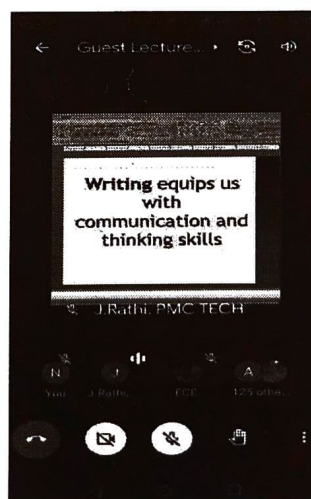 Guest Lecture...
Writing equips us
with
communication and
thinking skills
J.Rathi, PMC TECH
N
J
A
You
J.Rathi,
ECE
125 othe...